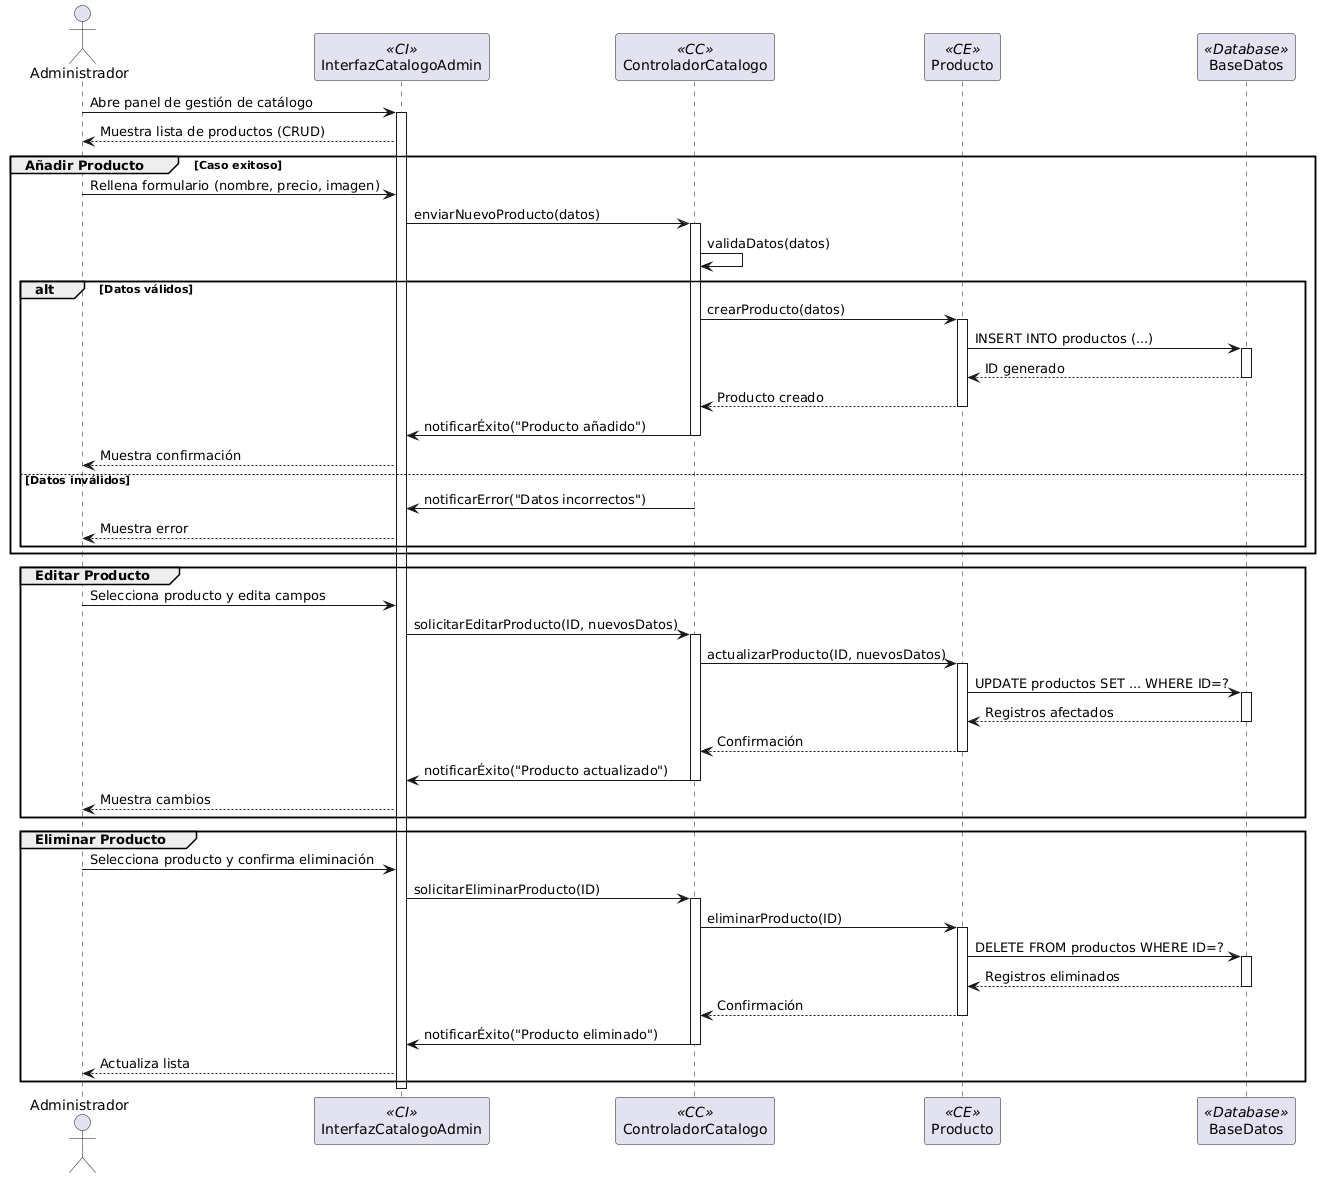 Administrador
«CI»
InterfazCatalogoAdmin
«CC»
ControladorCatalogo
«CE»
Producto
«Database»
BaseDatos
Abre panel de gestión de catálogo
Muestra lista de productos (CRUD)
Añadir Producto [Caso exitoso]
Rellena formulario (nombre, precio, imagen)
enviarNuevoProducto(datos)
validaDatos(datos)
alt [Datos válidos]
crearProducto(datos)
INSERT INTO productos (...)
ID generado
Producto creado
notificarÉxito("Producto añadido")
Muestra confirmación
[Datos inválidos]
notificarError("Datos incorrectos")
Muestra error
Editar Producto
Selecciona producto y edita campos
solicitarEditarProducto(ID, nuevosDatos)
actualizarProducto(ID, nuevosDatos)
UPDATE productos SET ... WHERE ID=?
Registros afectados
Confirmación
notificarÉxito("Producto actualizado")
Muestra cambios
Eliminar Producto
Selecciona producto y confirma eliminación
solicitarEliminarProducto(ID)
eliminarProducto(ID)
DELETE FROM productos WHERE ID=?
Registros eliminados
Confirmación
notificarÉxito("Producto eliminado")
Actualiza lista
Administrador
«CI»
InterfazCatalogoAdmin
«CC»
ControladorCatalogo
«CE»
Producto
«Database»
BaseDatos